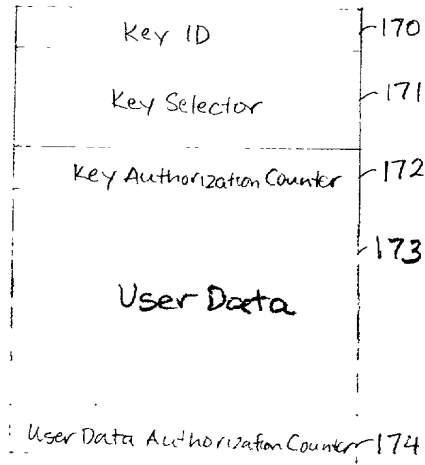 Key ID 170
Key Selector 171
Key Authorization Counter 172
173
User Data
User Data Authorization Counter 174